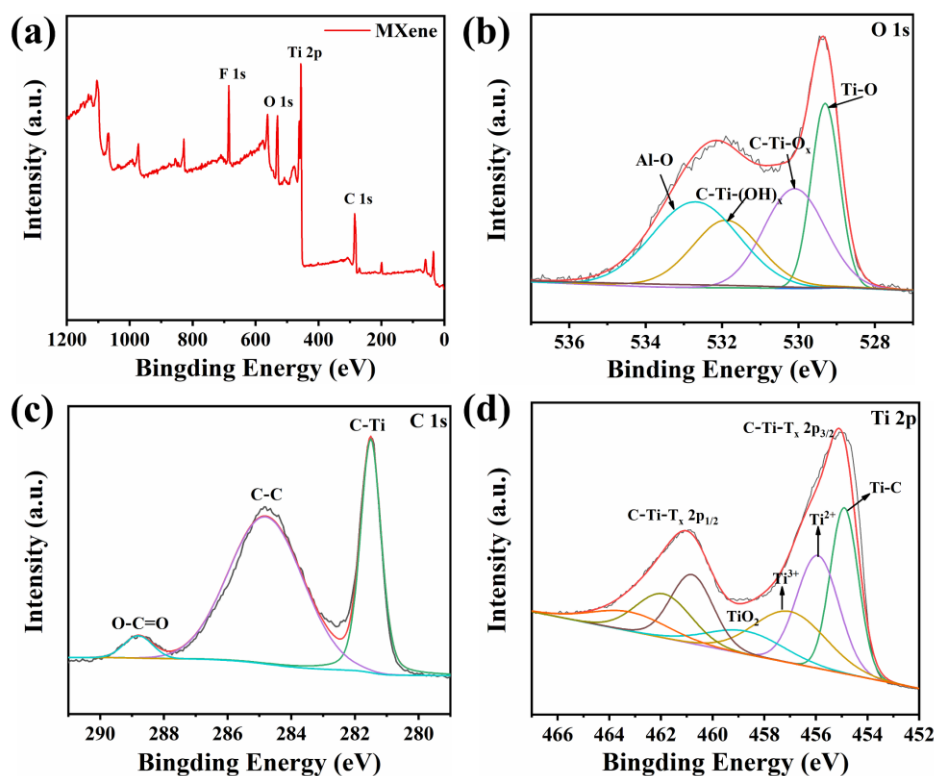 (a)
MXene
Ti 2p
F 1s
O 1s
C 1s
Intensity (a.u.)
1200 1000 800 600 400 200 0
Bingding Energy (eV)
(b)
O 1s
Ti-O
C-Ti-Oₓ
Al-O
C-Ti-(OH)ₓ
Intensity (a.u.)
536 534 532 530 528
Bingding Energy (eV)
(c)
C 1s
C-Ti
C-C
O-C=O
Intensity (a.u.)
290 288 286 284 282 280
Bingding Energy (eV)
(d)
Ti 2p
C-Ti-Tₓ 2p₃/₂
Ti-C
C-Ti-Tₓ 2p₁/₂
Ti²⁺
Ti³⁺
TiO₂
Intensity (a.u.)
466 464 462 460 458 456 454 452
Bingding Energy (eV)